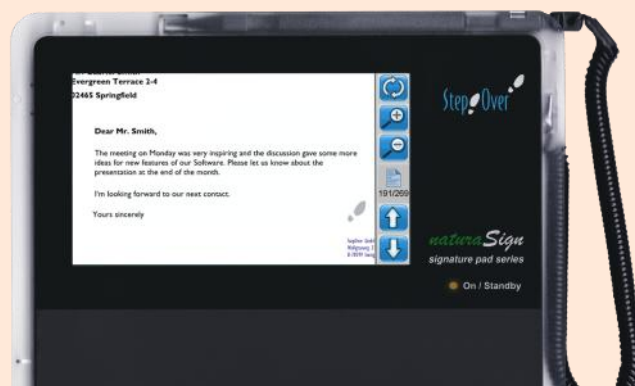 Evergreen Terrace 2-4
02465 Springfield
Dear Mr. Smith,
The meeting on Monday was very inspiring and the discussion gave some more
ideas for new features of our Software. Please let us know about the
presentation at the end of the month.
I'm looking forward to our next contact.
Yours sincerely
191/269
Step Over
naturaSign
signature pad series
On / Standby